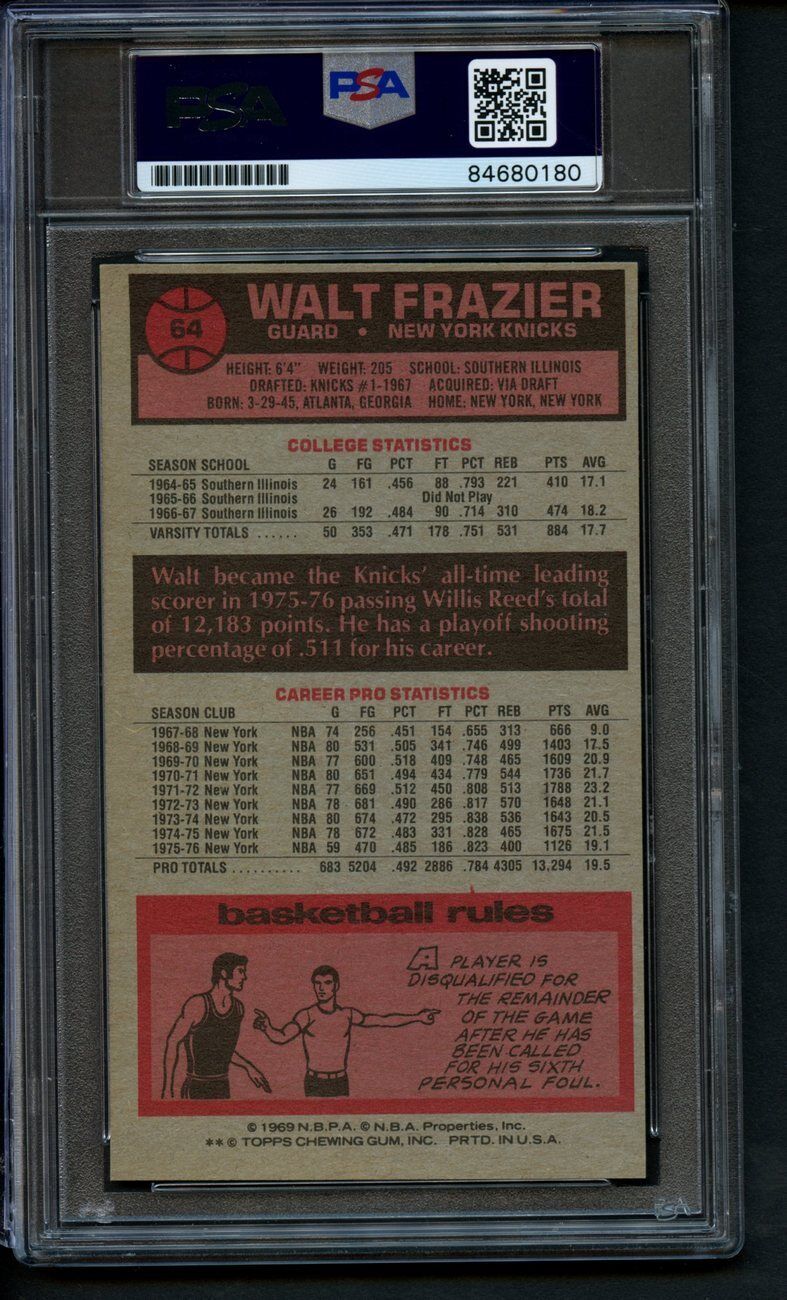 PSA PSA
84680180
64
WALT FRAZIER
GUARD • NEW YORK KNICKS
HEIGHT: 6'4" WEIGHT: 205 SCHOOL: SOUTHERN ILLINOIS
DRAFTED: KNICKS #1-1967 ACQUIRED: VIA DRAFT
BORN: 3-29-45, ATLANTA, GEORGIA HOME: NEW YORK, NEW YORK
COLLEGE STATISTICS
SEASON SCHOOL G FG PCT FT PCT REB PTS AVG
1964-65 Southern Illinois 24 161 .456 88 .793 221 410 17.1
1965-66 Southern Illinois Did Not Play
1966-67 Southern Illinois 26 192 .484 90 .714 310 474 18.2
VARSITY TOTALS ...... 50 353 .471 178 .751 531 884 17.7
Walt became the Knicks' all-time leading
scorer in 1975-76 passing Willis Reed's total
of 12,183 points. He has a playoff shooting
percentage of .511 for his career.
CAREER PRO STATISTICS
SEASON CLUB G FG PCT FT PCT REB PTS AVG
1967-68 New York NBA 74 256 .451 154 .655 313 666 9.0
1968-69 New York NBA 80 531 .505 341 .746 499 1403 17.5
1969-70 New York NBA 77 600 .518 409 .748 465 1609 20.9
1970-71 New York NBA 80 651 .494 434 .779 544 1736 21.7
1971-72 New York NBA 77 669 .512 450 .808 513 1788 23.2
1972-73 New York NBA 78 681 .490 286 .817 570 1648 21.1
1973-74 New York NBA 80 674 .472 295 .838 536 1643 20.5
1974-75 New York NBA 78 672 .483 331 .828 465 1675 21.5
1975-76 New York NBA 59 470 .485 186 .823 400 1126 19.1
PRO TOTALS .......... 683 5204 .492 2886 .784 4305 13,294 19.5
basketball rules
A PLAYER IS
DISQUALIFIED FOR
THE REMAINDER
OF THE GAME
AFTER HE HAS
BEEN CALLED
FOR HIS SIXTH
PERSONAL FOUL.
© 1969 N.B.P.A. © N.B.A. Properties, Inc.
** © TOPPS CHEWING GUM, INC. PRTD. IN U.S.A.
PSA